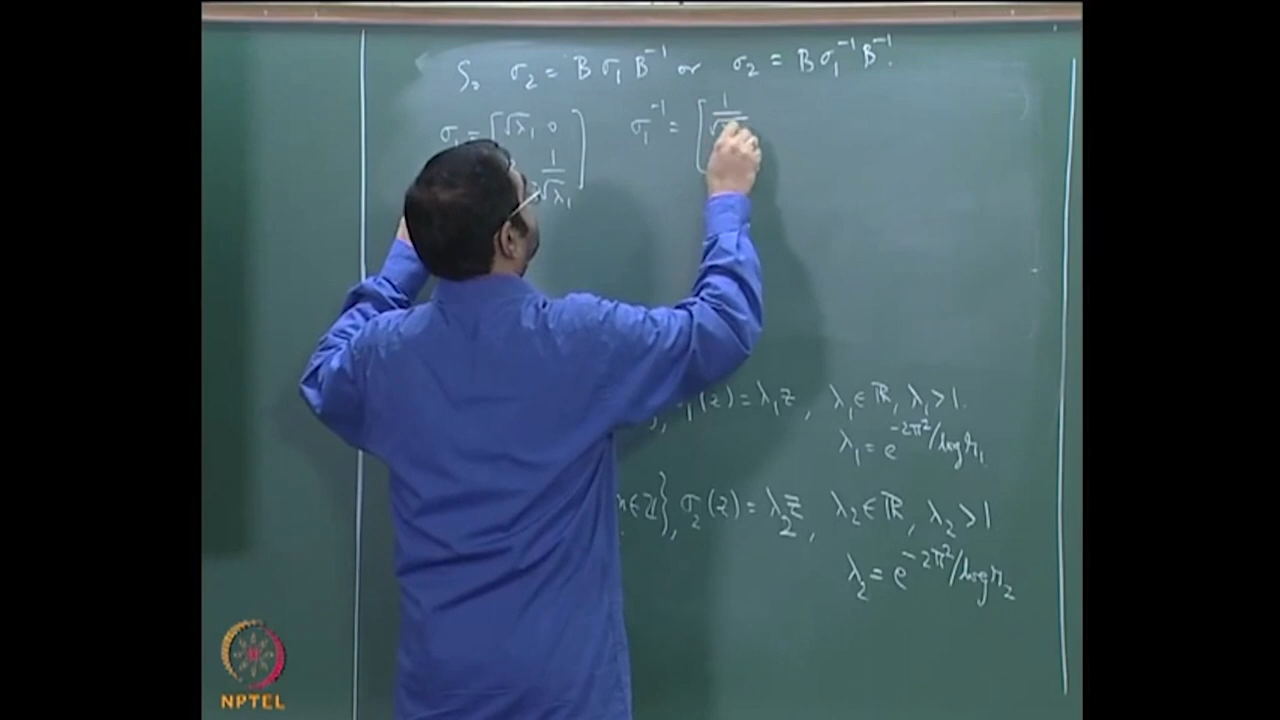 So σ₂ = B σ₁ B⁻¹ or σ₂ = B σ₁⁻¹ B⁻¹.
σ₁ = [ √λ₁ 0 ] σ₁⁻¹ = [ 1/√
1/√λ₁
(z) = λ₁z, λ₁ ∈ ℝ, λ₁ > 1.
λ₁ = e^{-2π²/log r₁}
n ∈ ℤ}, σ₂(z) = λ₂z, λ₂ ∈ ℝ, λ₂ > 1
λ₂ = e^{-2π²/log r₂}
NPTEL